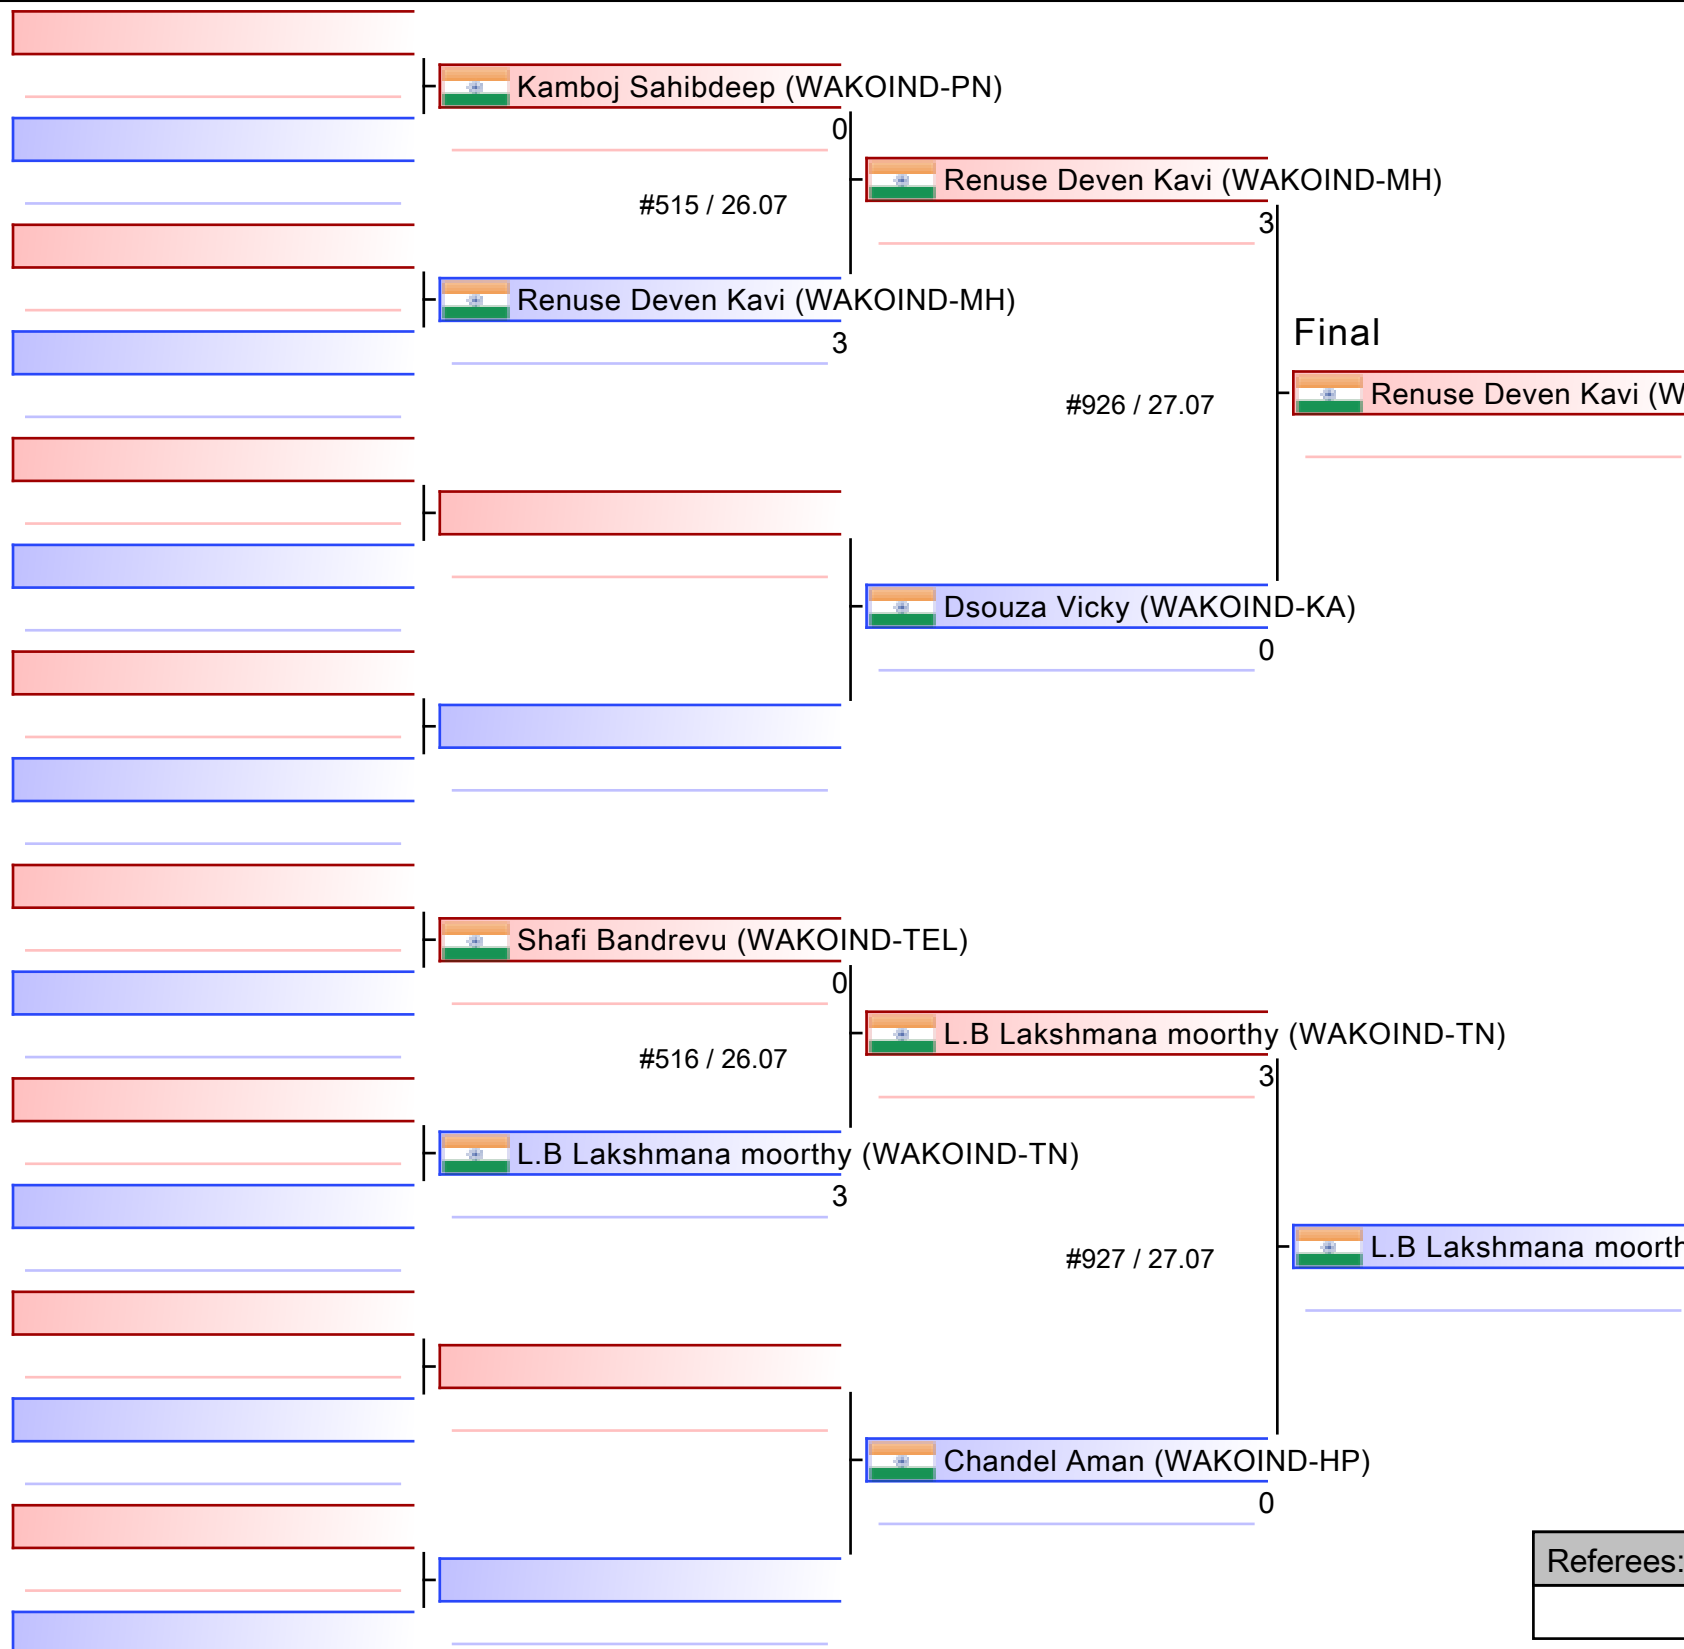 Kamboj Sahibdeep (WAKOIND-PN)
0
Renuse Deven Kavi (WAKOIND-MH)
#515 / 26.07
3
Renuse Deven Kavi (WAKOIND-MH)
Final
3
Renuse Deven Kavi (W
#926 / 27.07
Dsouza Vicky (WAKOIND-KA)
0
Shafi Bandrevu (WAKOIND-TEL)
0
L.B Lakshmana moorthy (WAKOIND-TN)
#516 / 26.07
3
L.B Lakshmana moorthy (WAKOIND-TN)
3
L.B Lakshmana moorth
#927 / 27.07
Chandel Aman (WAKOIND-HP)
0
Referees: